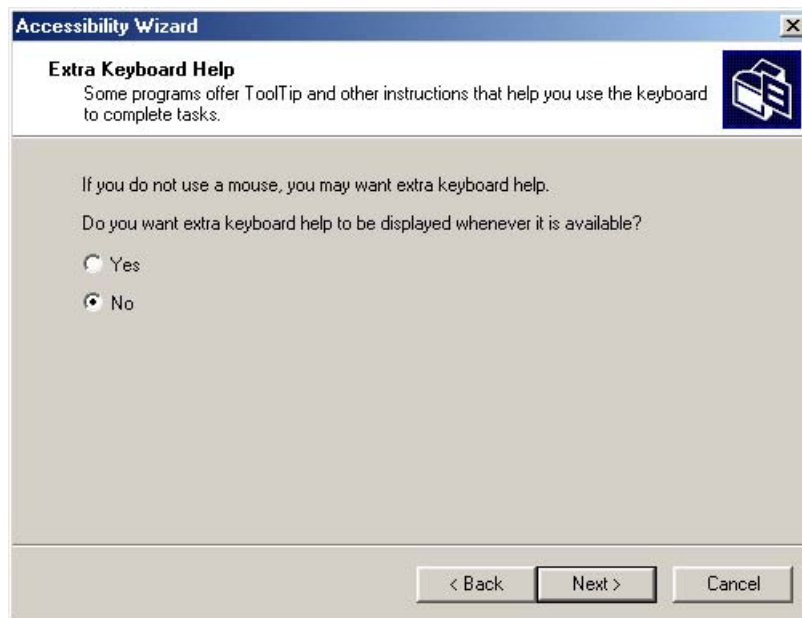 Accessibility Wizard
Extra Keyboard Help
Some programs offer ToolTip and other instructions that help you use the keyboard
to complete tasks.
If you do not use a mouse, you may want extra keyboard help.
Do you want extra keyboard help to be displayed whenever it is available?
Yes
No
< Back Next > Cancel